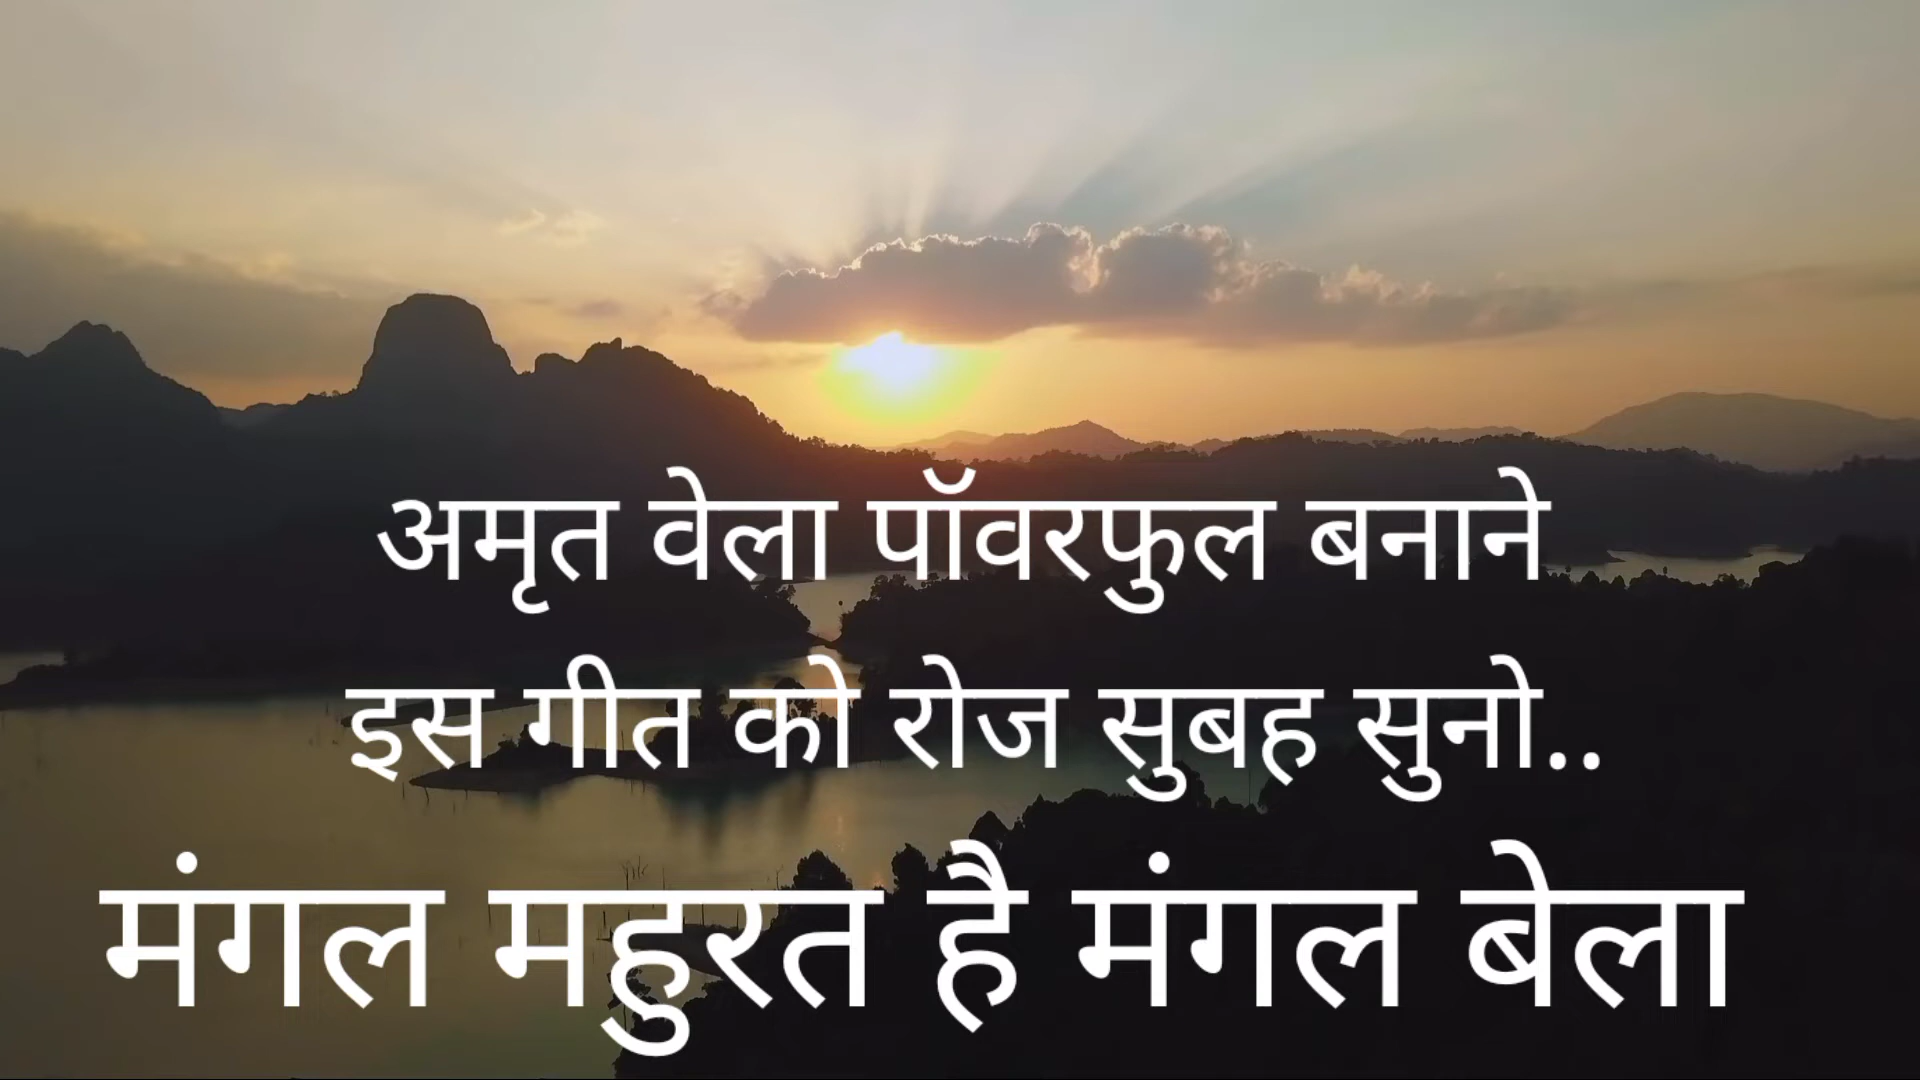 अमृत वेला पॉवरफुल बनाने
इस गीत को रोज सुबह सुनो..
मंगल महुरत है मंगल बेला